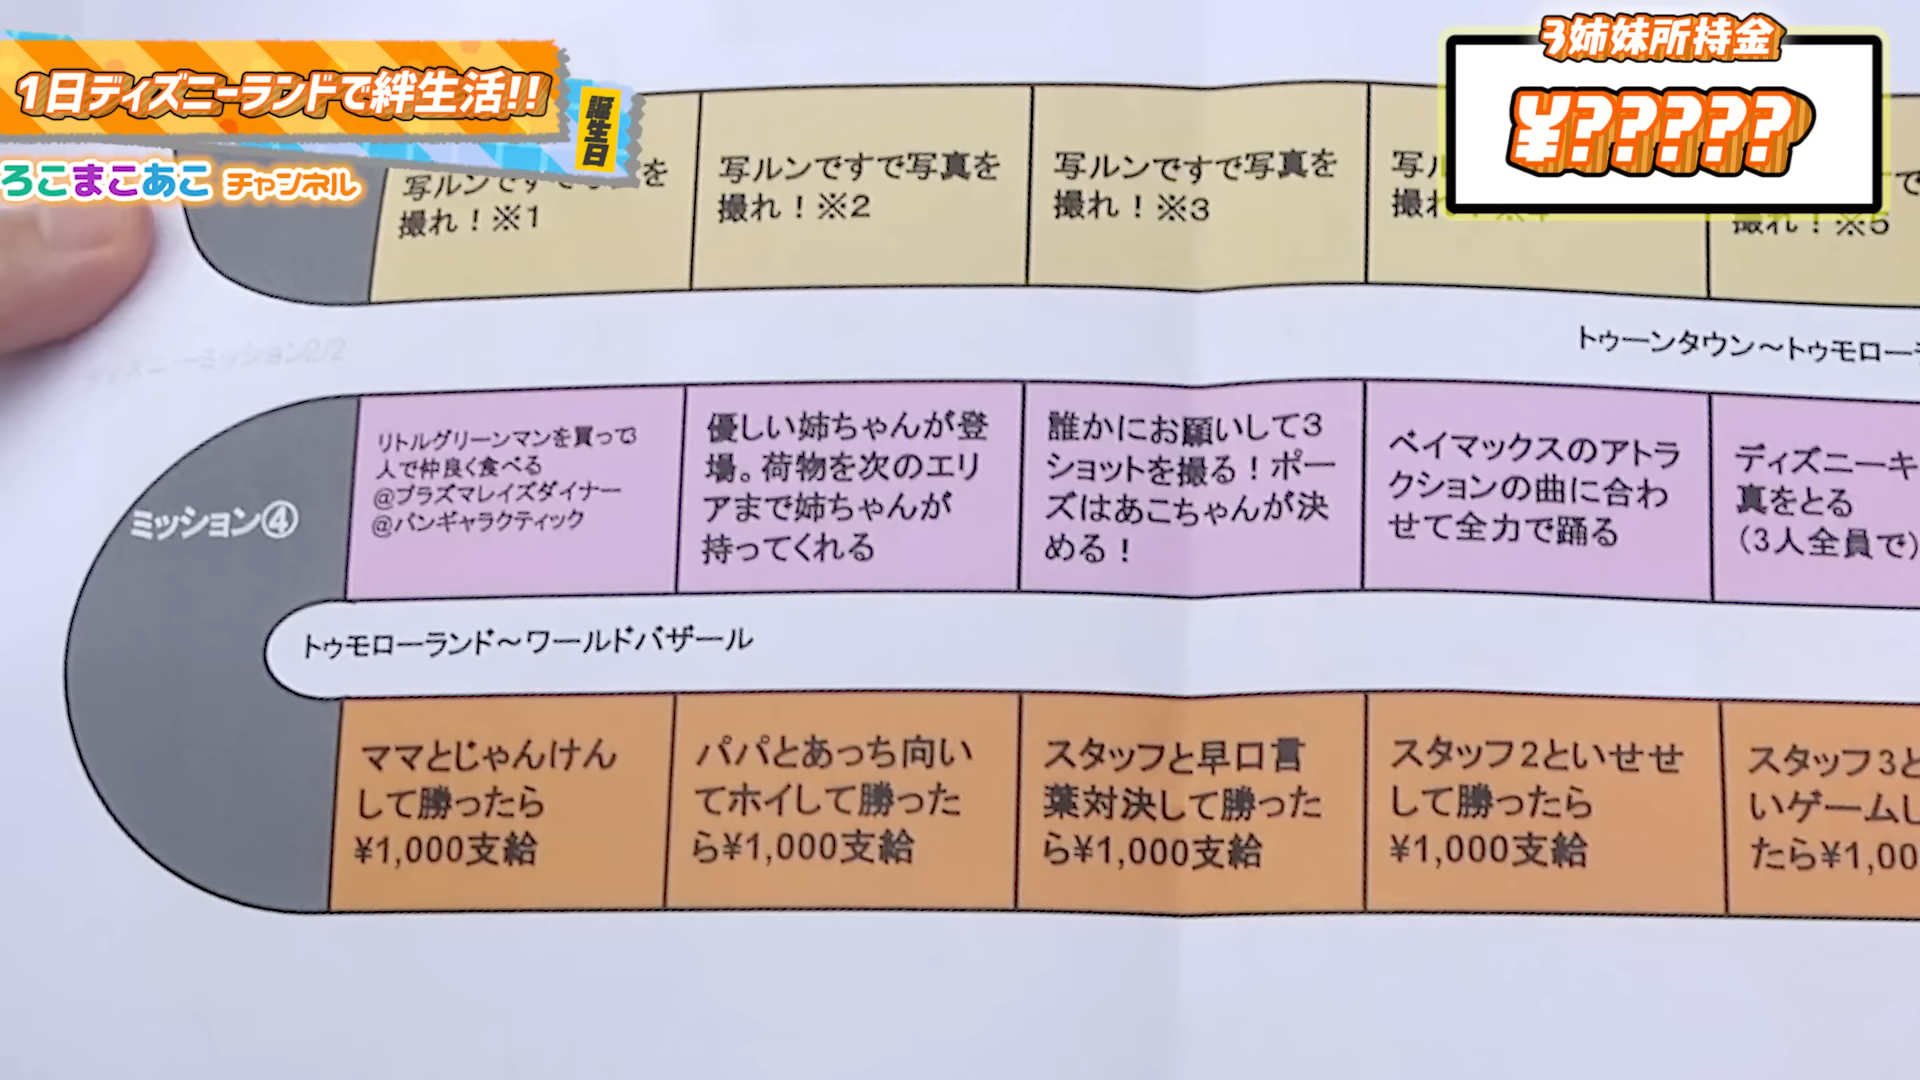 1日ディズニーランドで絆生活!!
誕生日
ろこまこあこ チャンネル
3姉妹所持金
¥?????
撮れ！※1
写ルンですで写真を
撮れ！※2
写ルンですで写真を
撮れ！※3
写ル
撮れ
撮れ！※5
トゥーンタウン～トゥモロー
ミッション④
リトルグリーンマンを買って3
人で仲良く食べる
@プラズマレイズダイナー
@パンギャラクティック
優しい姉ちゃんが登
場。荷物を次のエリ
アまで姉ちゃんが
持ってくれる
誰かにお願いして3
ショットを撮る！ポー
ズはあこちゃんが決
める！
ベイマックスのアトラ
クションの曲に合わ
せて全力で踊る
ディズニーキ
真をとる
（3人全員で）
トゥモローランド～ワールドバザール
ママとじゃんけん
して勝ったら
¥1,000支給
パパとあっち向い
てホイして勝った
ら¥1,000支給
スタッフと早口言
葉対決して勝った
ら¥1,000支給
スタッフ2といせせ
して勝ったら
¥1,000支給
スタッフ3と
いゲームし
たら¥1,00